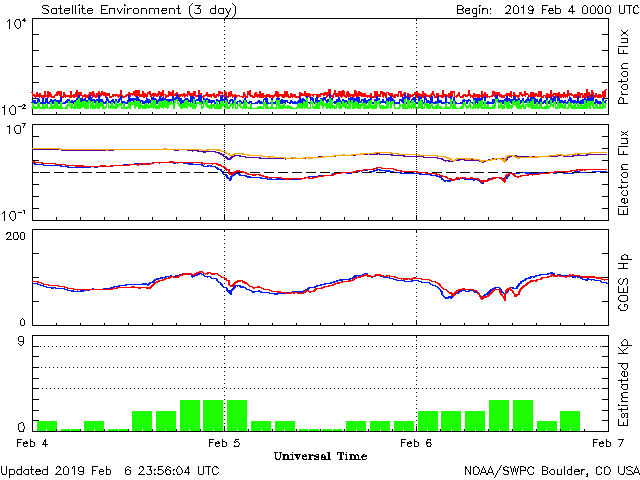 Satellite Environment (3 day) Begin: 2019 Feb 4 0000 UTC
10^4
10^-2
Proton Flux
10^7
10^-1
Electron Flux
200
0
GOES Hp
9
0
Estimated Kp
Feb 4 Feb 5 Feb 6 Feb 7
Universal Time
Updated 2019 Feb 6 23:56:04 UTC NOAA/SWPC Boulder, CO USA